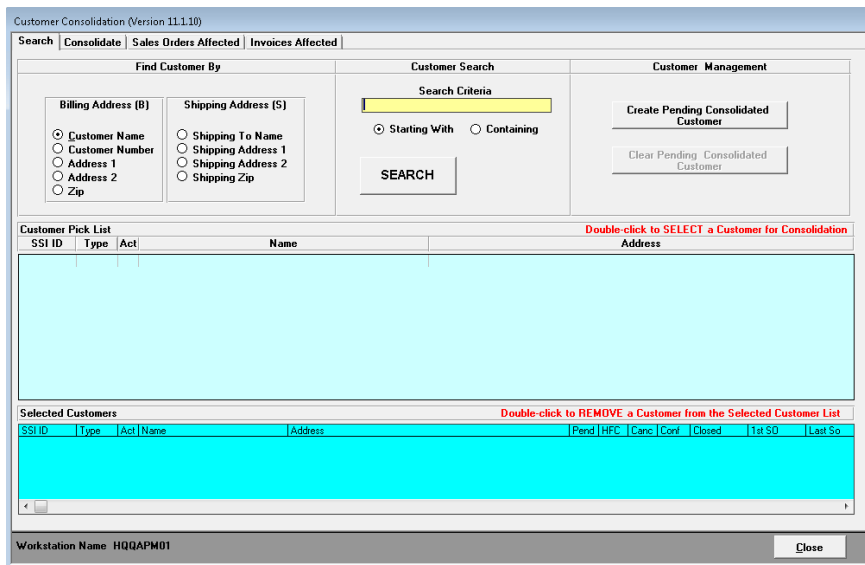 Customer Consolidation (Version 11.1.10)
Search Consolidate Sales Orders Affected Invoices Affected
Find Customer By Customer Search Customer Management
Search Criteria
Billing Address (B) Shipping Address (S)
Create Pending Consolidated
Customer
Customer Name Shipping To Name Starting With Containing
Customer Number Shipping Address 1
Address 1 Shipping Address 2
Address 2 Shipping Zip
Zip
Clear Pending Consolidated
Customer
SEARCH
Customer Pick List Double-click to SELECT a Customer for Consolidation
SSI ID Type Act Name Address
Selected Customers Double-click to REMOVE a Customer from the Selected Customer List
SSI ID Type Act Name Address Pend HFC Canc Conf Closed 1st SO Last So
Workstation Name HQQAPM01 Close